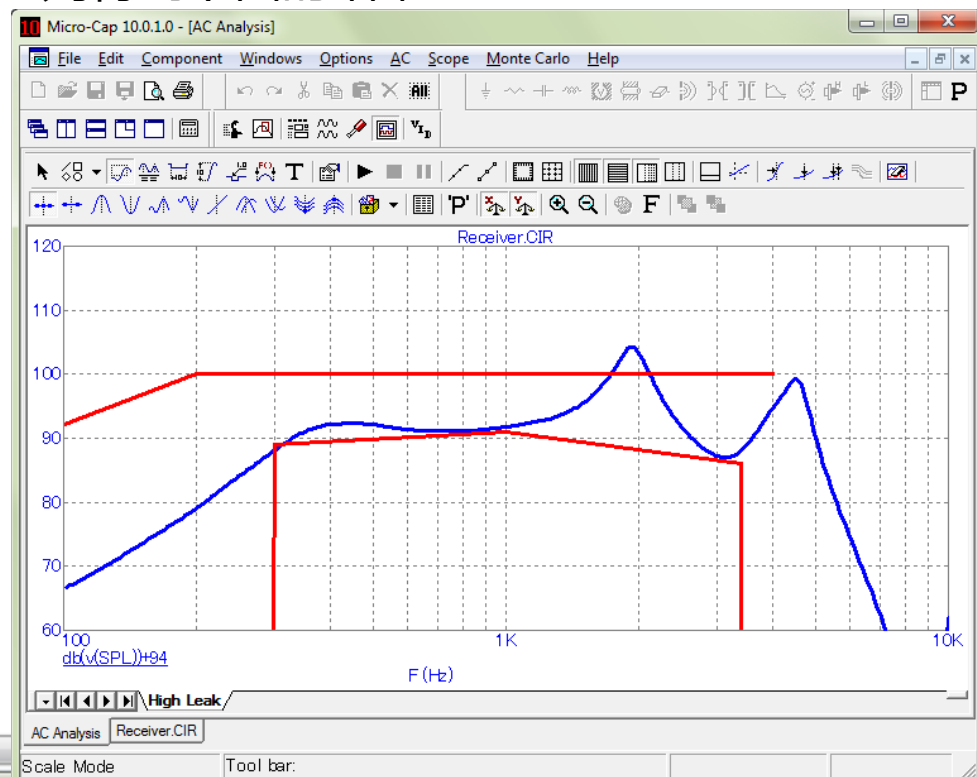 Micro-Cap 10.0.1.0 - [AC Analysis]
File Edit Component Windows Options AC Scope Monte Carlo Help
Receiver.CIR
120
110
100
90
80
70
60
100 1K 10K
db(v(SPL))+94
F (Hz)
High Leak
AC Analysis Receiver.CIR
Scale Mode Tool bar: